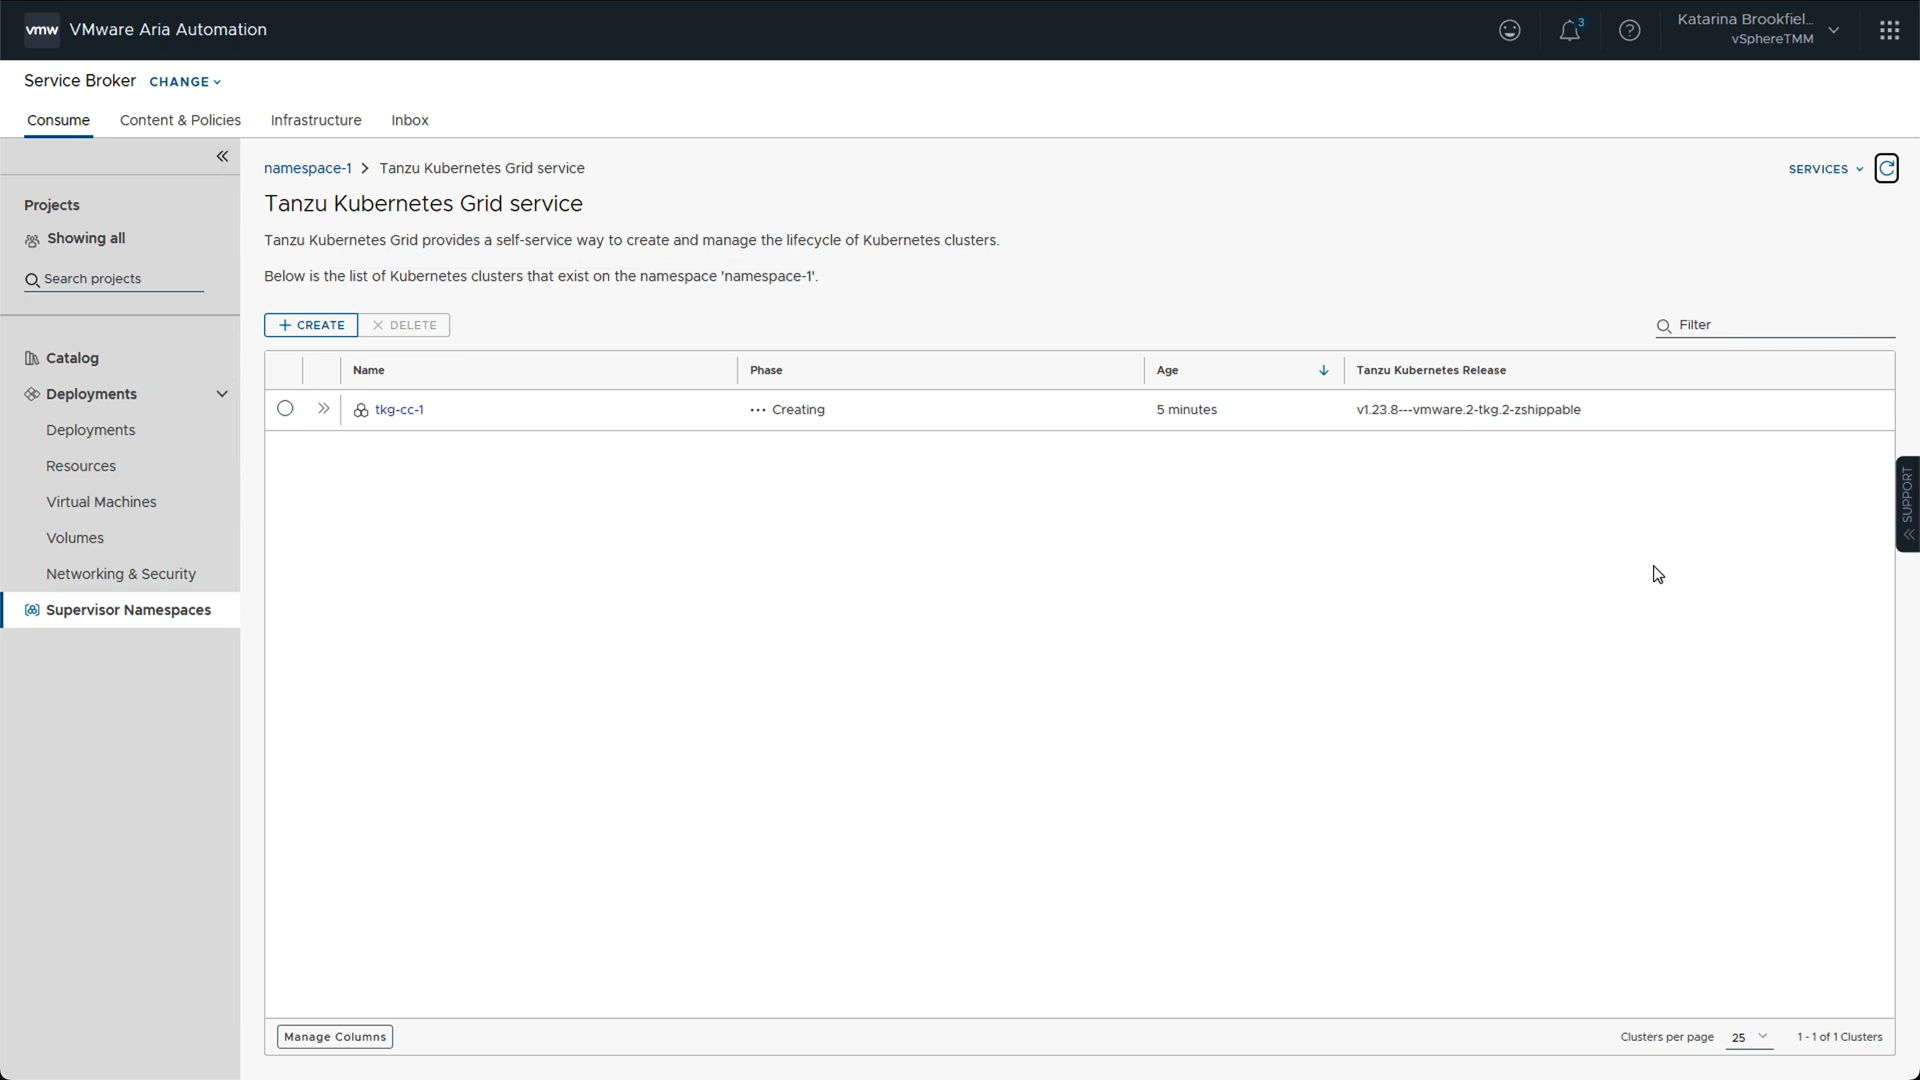 vmw VMware Aria Automation
3
Katarina Brookfiel...
vSphereTMM
Service Broker CHANGE
Consume Content & Policies Infrastructure Inbox
Projects
Showing all
Search projects
Catalog
Deployments
Deployments
Resources
Virtual Machines
Volumes
Networking & Security
Supervisor Namespaces
namespace-1 > Tanzu Kubernetes Grid service
SERVICES
Tanzu Kubernetes Grid service
Tanzu Kubernetes Grid provides a self-service way to create and manage the lifecycle of Kubernetes clusters.
Below is the list of Kubernetes clusters that exist on the namespace 'namespace-1'.
+ CREATE × DELETE
Filter
Name Phase Age Tanzu Kubernetes Release
tkg-cc-1 ··· Creating 5 minutes v1.23.8---vmware.2-tkg.2-zshippable
SUPPORT
Manage Columns
Clusters per page 25 1 - 1 of 1 Clusters